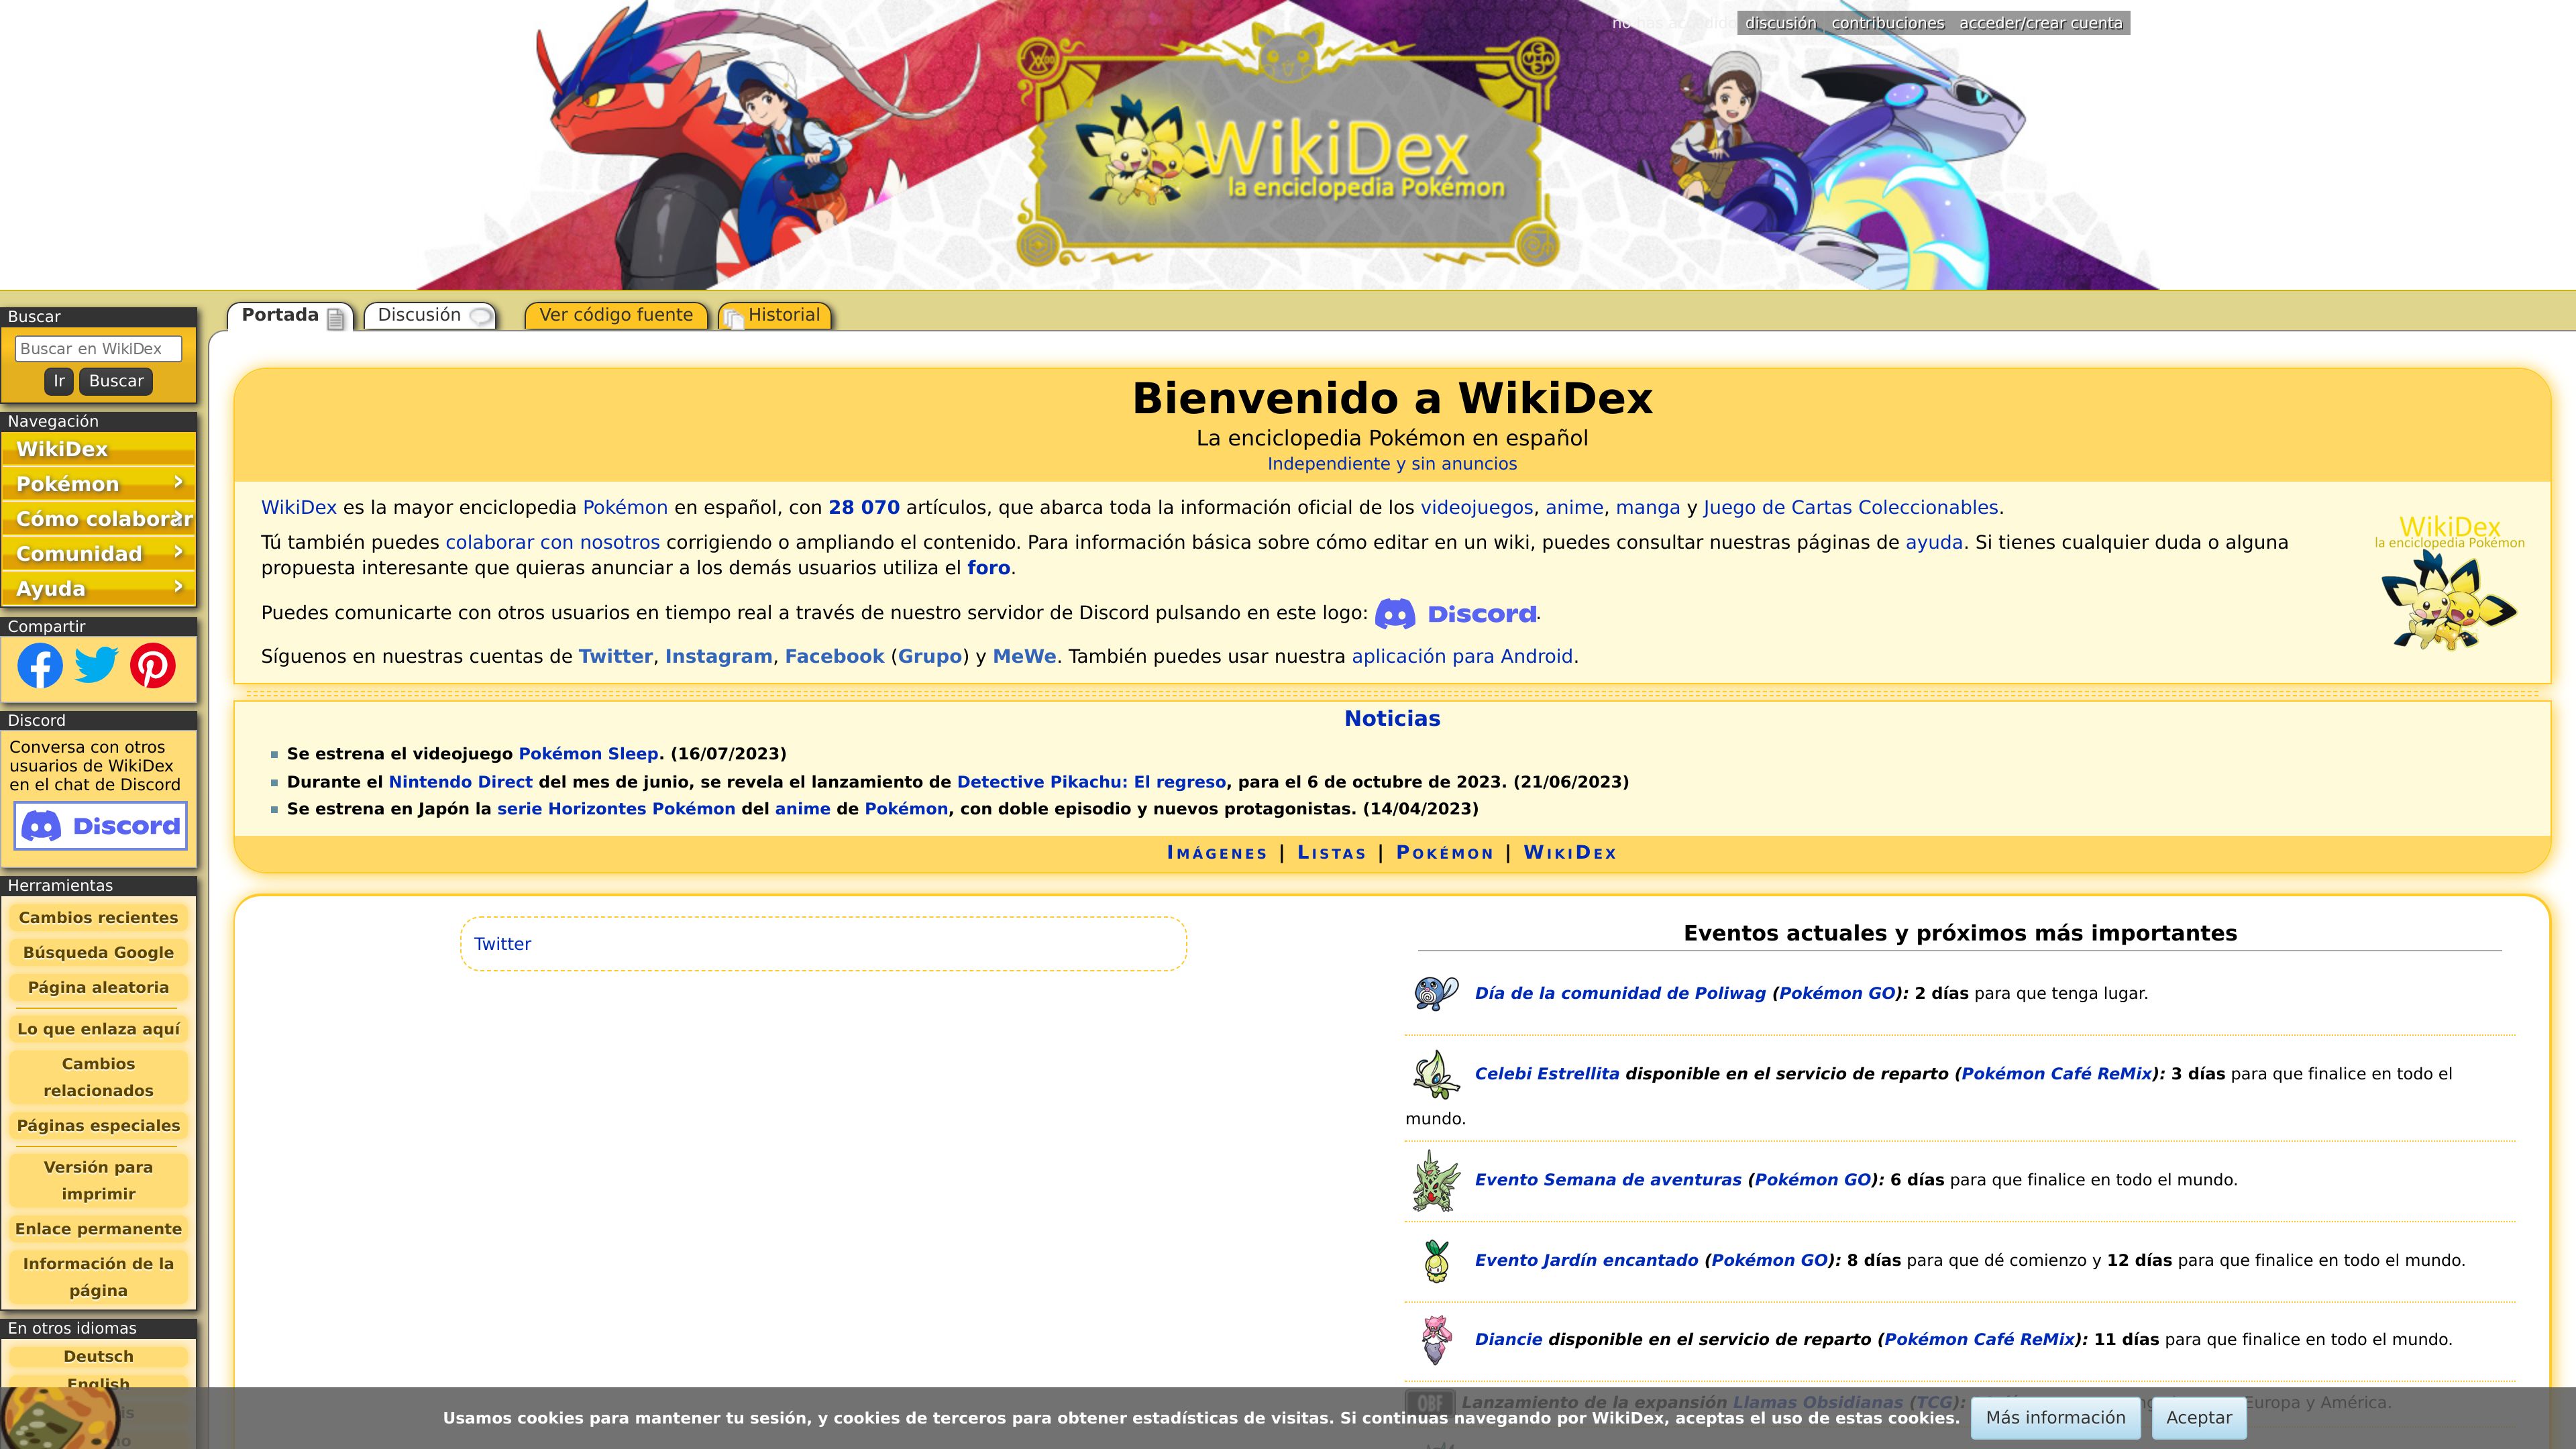 discusión contribuciones acceder/crear cuenta
WikiDex
la enciclopedia Pokémon
Portada
Discusión
Ver código fuente
Historial
Buscar
Buscar en WikiDex
Ir
Buscar
Navegación
WikiDex
Pokémon
Cómo colaborar
Comunidad
Ayuda
Compartir
Discord
Conversa con otros
usuarios de WikiDex
en el chat de Discord
Discord
Herramientas
Cambios recientes
Búsqueda Google
Página aleatoria
Lo que enlaza aquí
Cambios
relacionados
Páginas especiales
Versión para
imprimir
Enlace permanente
Información de la
página
En otros idiomas
Deutsch
English
Bienvenido a WikiDex
La enciclopedia Pokémon en español
Independiente y sin anuncios
WikiDex es la mayor enciclopedia Pokémon en español, con 28 070 artículos, que abarca toda la información oficial de los videojuegos, anime, manga y Juego de Cartas Coleccionables.
Tú también puedes colaborar con nosotros corrigiendo o ampliando el contenido. Para información básica sobre cómo editar en un wiki, puedes consultar nuestras páginas de ayuda. Si tienes cualquier duda o alguna
propuesta interesante que quieras anunciar a los demás usuarios utiliza el foro.
Puedes comunicarte con otros usuarios en tiempo real a través de nuestro servidor de Discord pulsando en este logo: Discord.
Síguenos en nuestras cuentas de Twitter, Instagram, Facebook (Grupo) y MeWe. También puedes usar nuestra aplicación para Android.
WikiDex
la enciclopedia Pokémon
Noticias
Se estrena el videojuego Pokémon Sleep. (16/07/2023)
Durante el Nintendo Direct del mes de junio, se revela el lanzamiento de Detective Pikachu: El regreso, para el 6 de octubre de 2023. (21/06/2023)
Se estrena en Japón la serie Horizontes Pokémon del anime de Pokémon, con doble episodio y nuevos protagonistas. (14/04/2023)
Imágenes | Listas | Pokémon | WikiDex
Twitter
Eventos actuales y próximos más importantes
Día de la comunidad de Poliwag (Pokémon GO): 2 días para que tenga lugar.
Celebi Estrellita disponible en el servicio de reparto (Pokémon Café ReMix): 3 días para que finalice en todo el
mundo.
Evento Semana de aventuras (Pokémon GO): 6 días para que finalice en todo el mundo.
Evento Jardín encantado (Pokémon GO): 8 días para que dé comienzo y 12 días para que finalice en todo el mundo.
Diancie disponible en el servicio de reparto (Pokémon Café ReMix): 11 días para que finalice en todo el mundo.
OBF Lanzamiento de la expansión Llamas Obsidianas (TCG): Europa y América.
Usamos cookies para mantener tu sesión, y cookies de terceros para obtener estadísticas de visitas. Si continúas navegando por WikiDex, aceptas el uso de estas cookies.
Más información
Aceptar